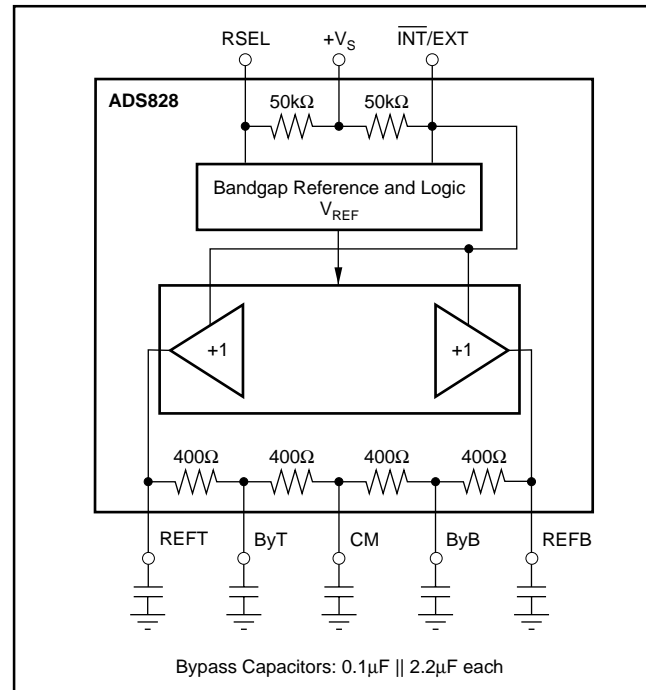 RSEL +V_S I̅N̅T̅/EXT
ADS828
50kΩ 50kΩ
Bandgap Reference and Logic
V_REF
+1 +1
400Ω 400Ω 400Ω 400Ω
REFT ByT CM ByB REFB
Bypass Capacitors: 0.1µF || 2.2µF each